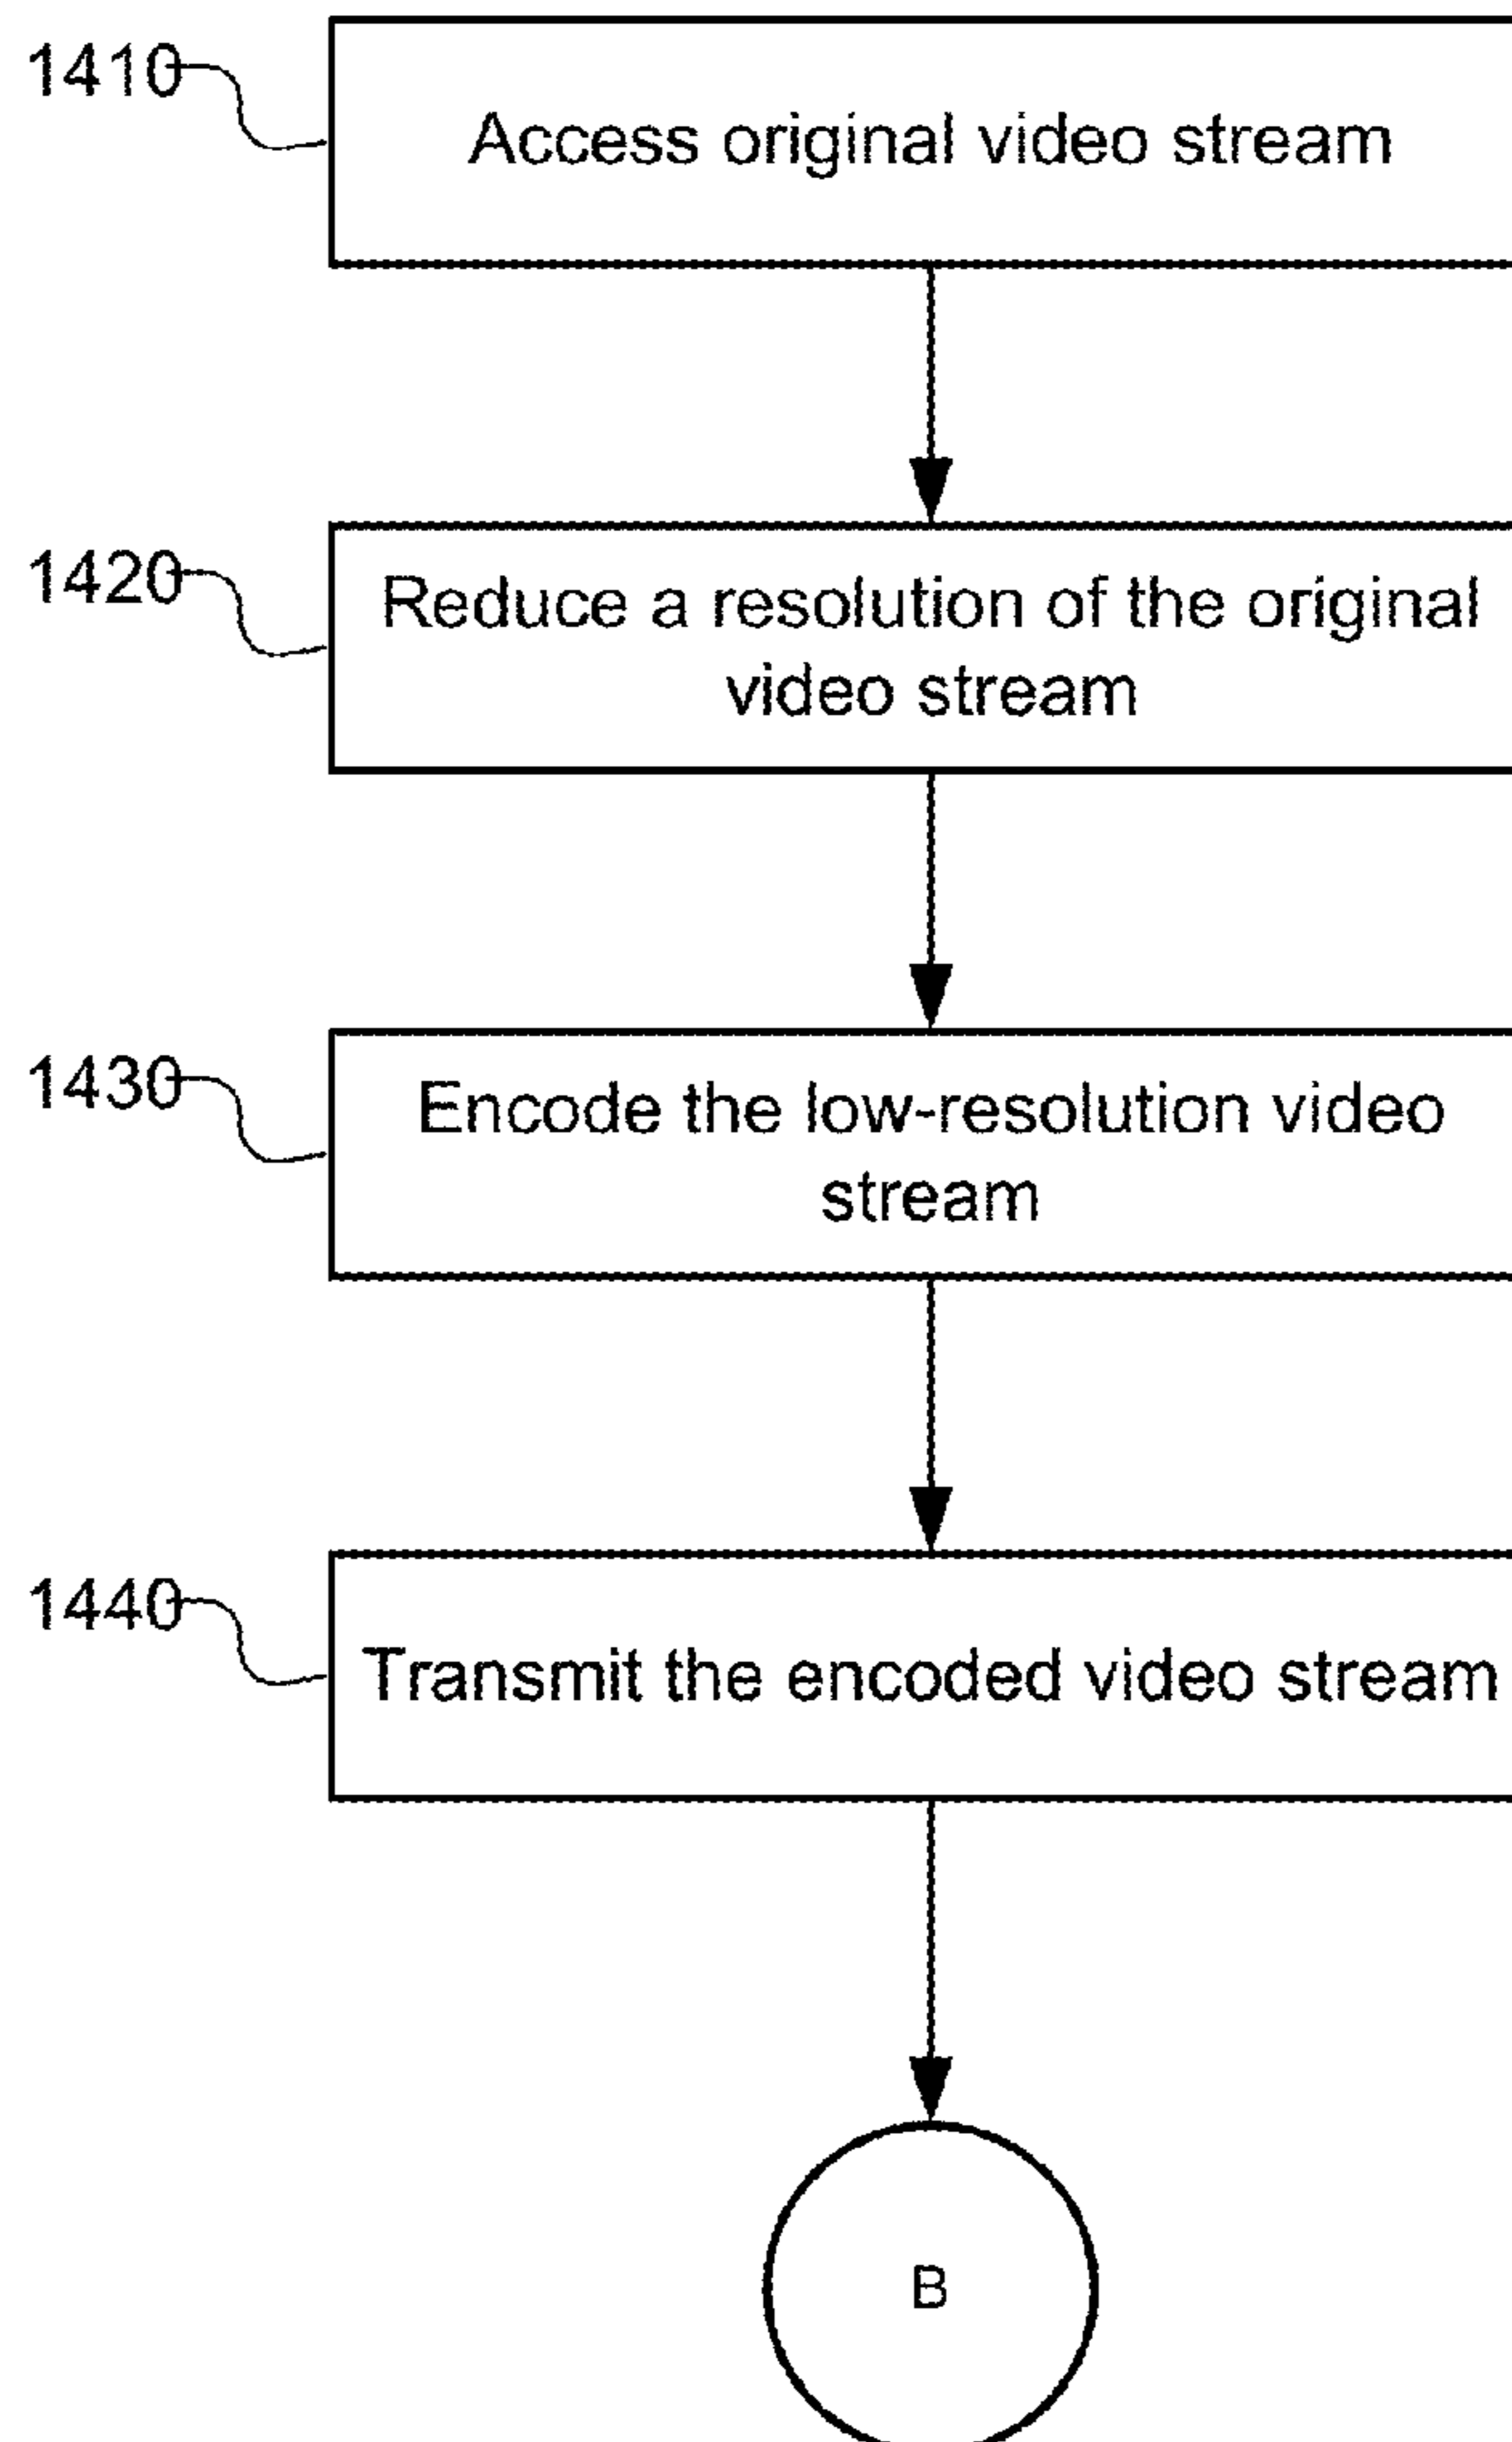 1410
Access original video stream
1420
Reduce a resolution of the original
video stream
1430
Encode the low-resolution video
stream
1440
Transmit the encoded video stream
B